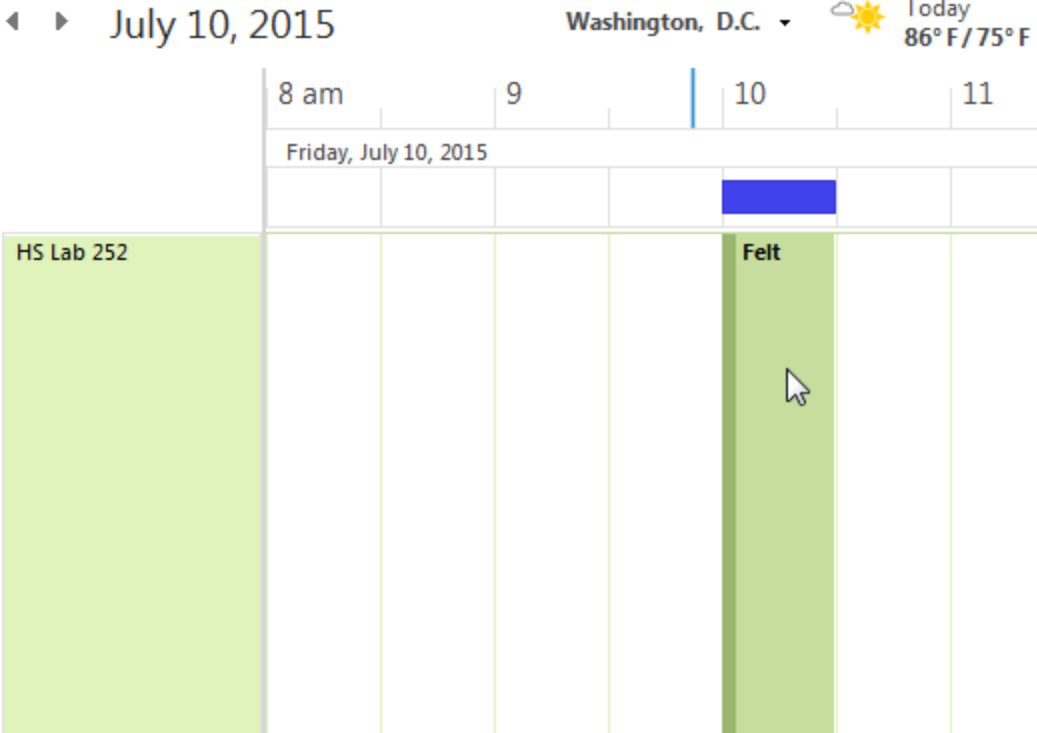 July 10, 2015
Washington, D.C.
Today
86° F / 75° F
8 am 9 10 11
Friday, July 10, 2015
HS Lab 252
Felt